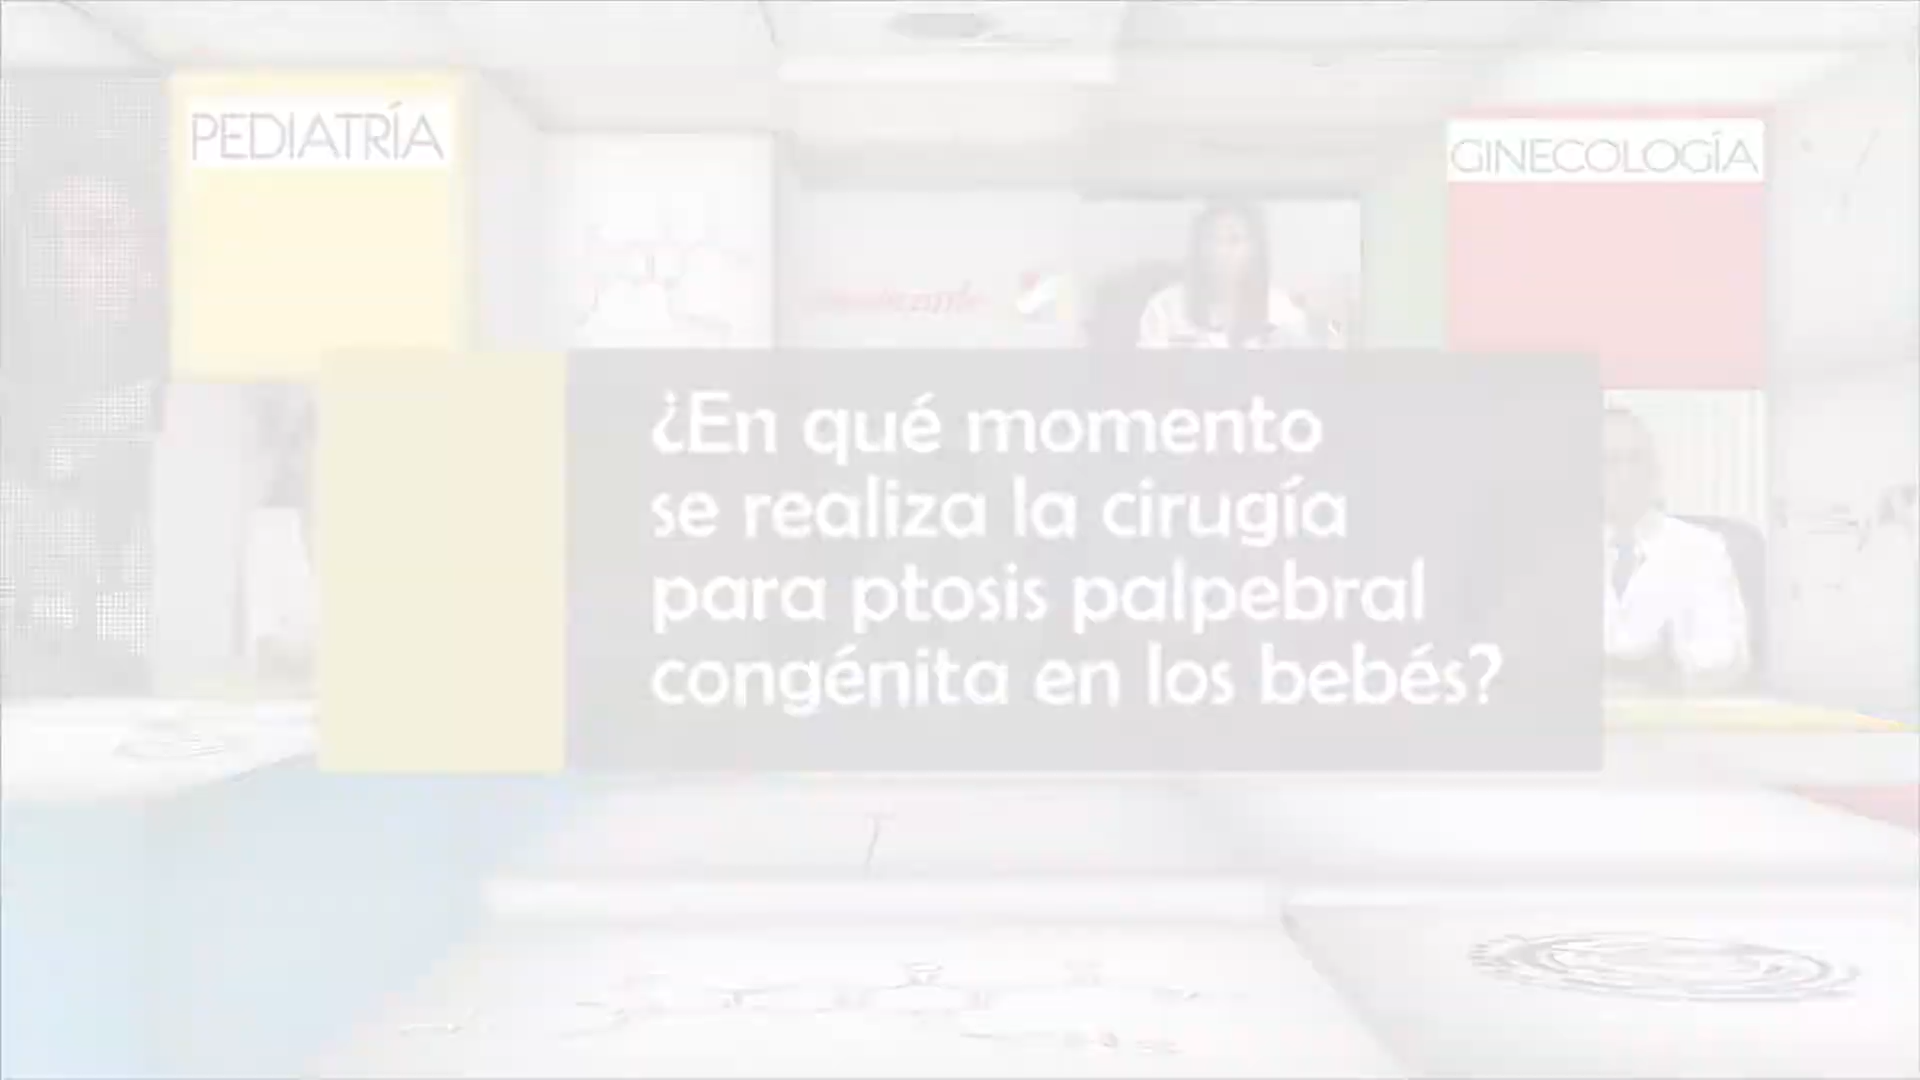 PEDIATRÍA
GINECOLOGÍA
¿En qué momento
se realiza la cirugía
para ptosis palpebral
congénita en los bebés?